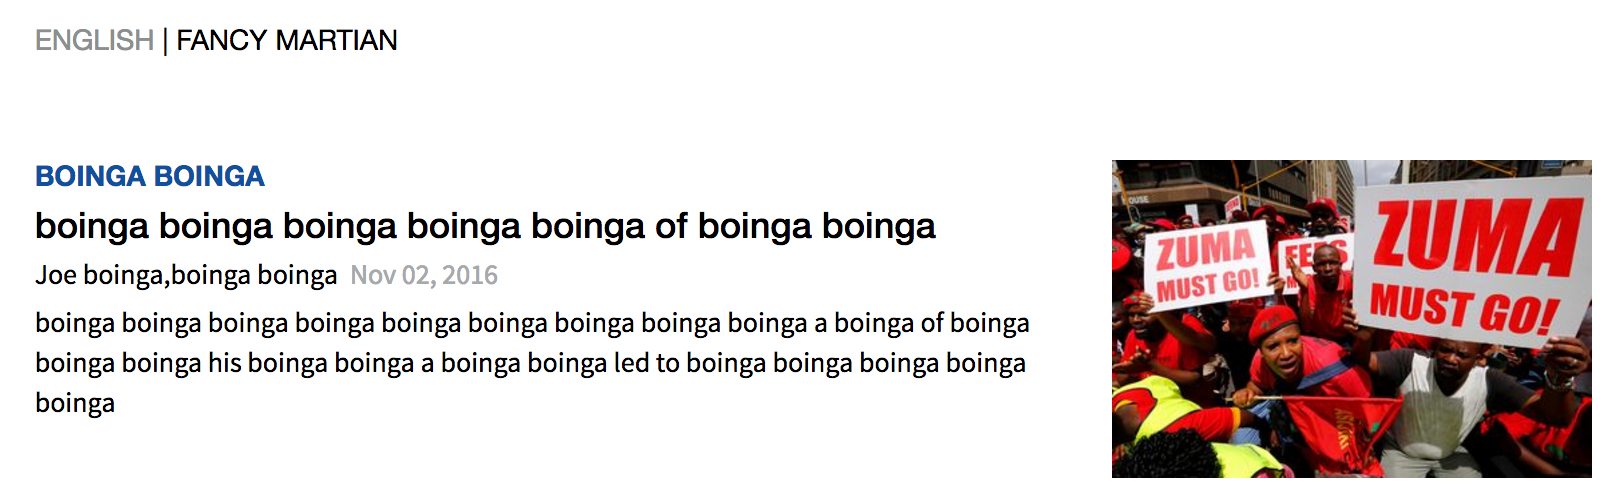 ENGLISH | FANCY MARTIAN
BOINGA BOINGA
boinga boinga boinga boinga boinga of boinga boinga
Joe boinga,boinga boinga Nov 02, 2016
boinga boinga boinga boinga boinga boinga boinga boinga boinga a boinga of boinga
boinga boinga his boinga boinga a boinga boinga led to boinga boinga boinga boinga
boinga
HOUSE
ZUMA
MUST GO!
ZUMA
MUST GO!